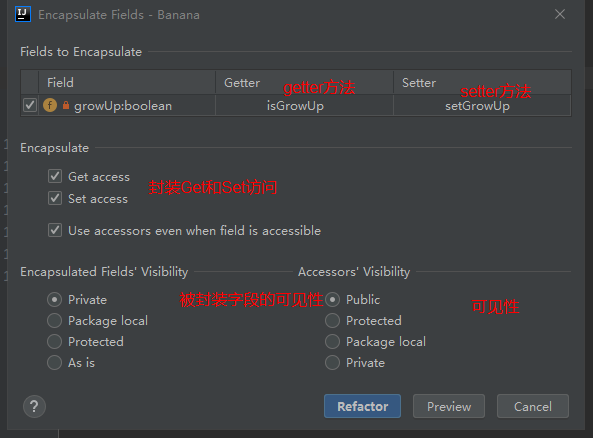 Encapsulate Fields - Banana
Fields to Encapsulate
Field Getter getter方法 Setter setter方法
growUp:boolean isGrowUp setGrowUp
Encapsulate
Get access
Set access
封装Get和Set访问
Use accessors even when field is accessible
Encapsulated Fields' Visibility Accessors' Visibility
Private 被封装字段的可见性 Public 可见性
Package local Protected
Protected Package local
As is Private
? Refactor Preview Cancel